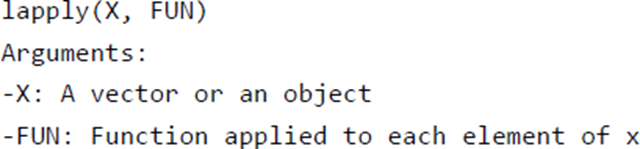 lapply(X, FUN)
Arguments:
-X: A vector or an object
-FUN: Function applied to each element of x